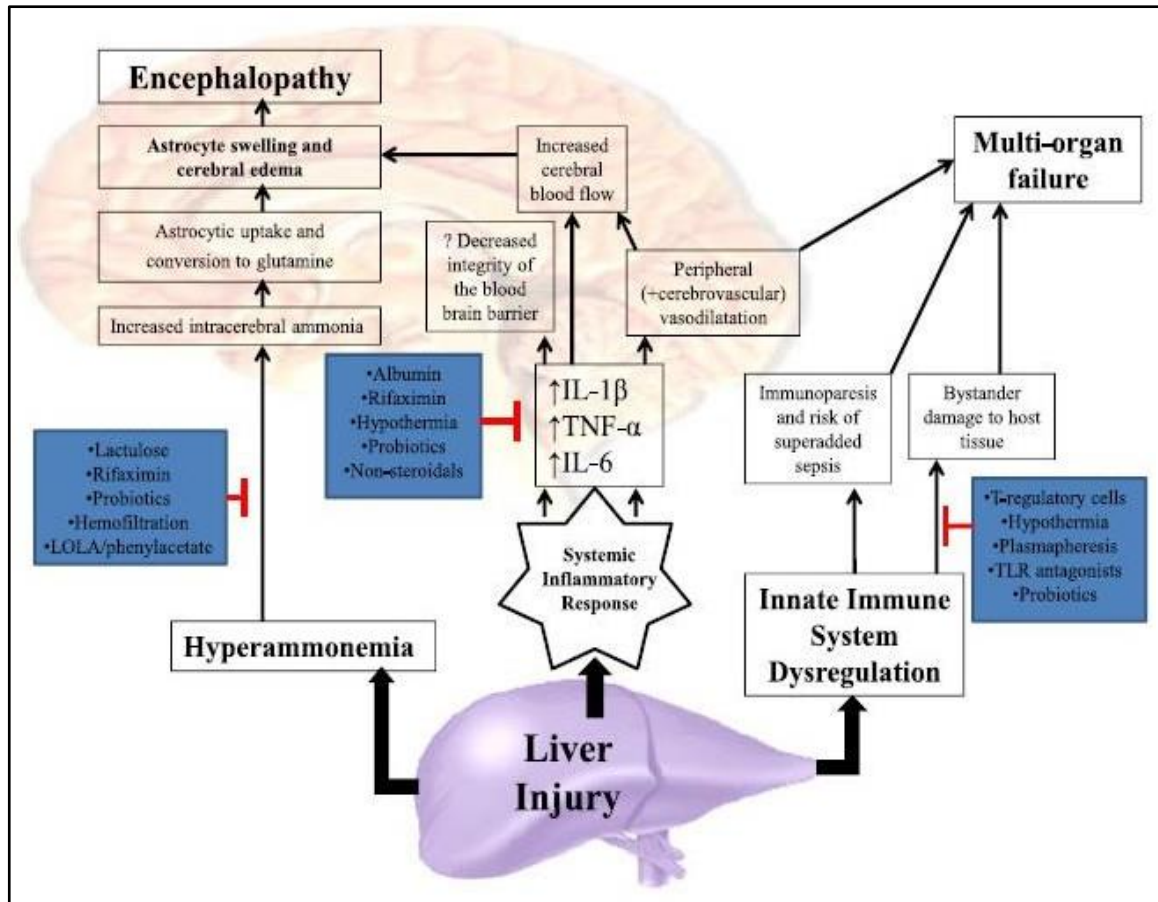 Encephalopathy
Astrocyte swelling and
cerebral edema
Astrocytic uptake and
conversion to glutamine
Increased intracerebral ammonia
Increased
cerebral
blood flow
? Decreased
integrity of
the blood
brain barrier
Peripheral
(+cerebrovascular)
vasodilatation
Multi-organ
failure
•Albumin
•Rifaximin
•Hypothermia
•Probiotics
•Non-steroidals
↑IL-1β
↑TNF-α
↑IL-6
Immunoparesis
and risk of
superadded
sepsis
Bystander
damage to host
tissue
•Lactulose
•Rifaximin
•Probiotics
•Hemofiltration
•LOLA/phenylacetate
•T-regulatory cells
•Hypothermia
•Plasmapheresis
•TLR antagonists
•Probiotics
Systemic
Inflammatory
Response
Hyperammonemia
Innate Immune
System
Dysregulation
Liver
Injury